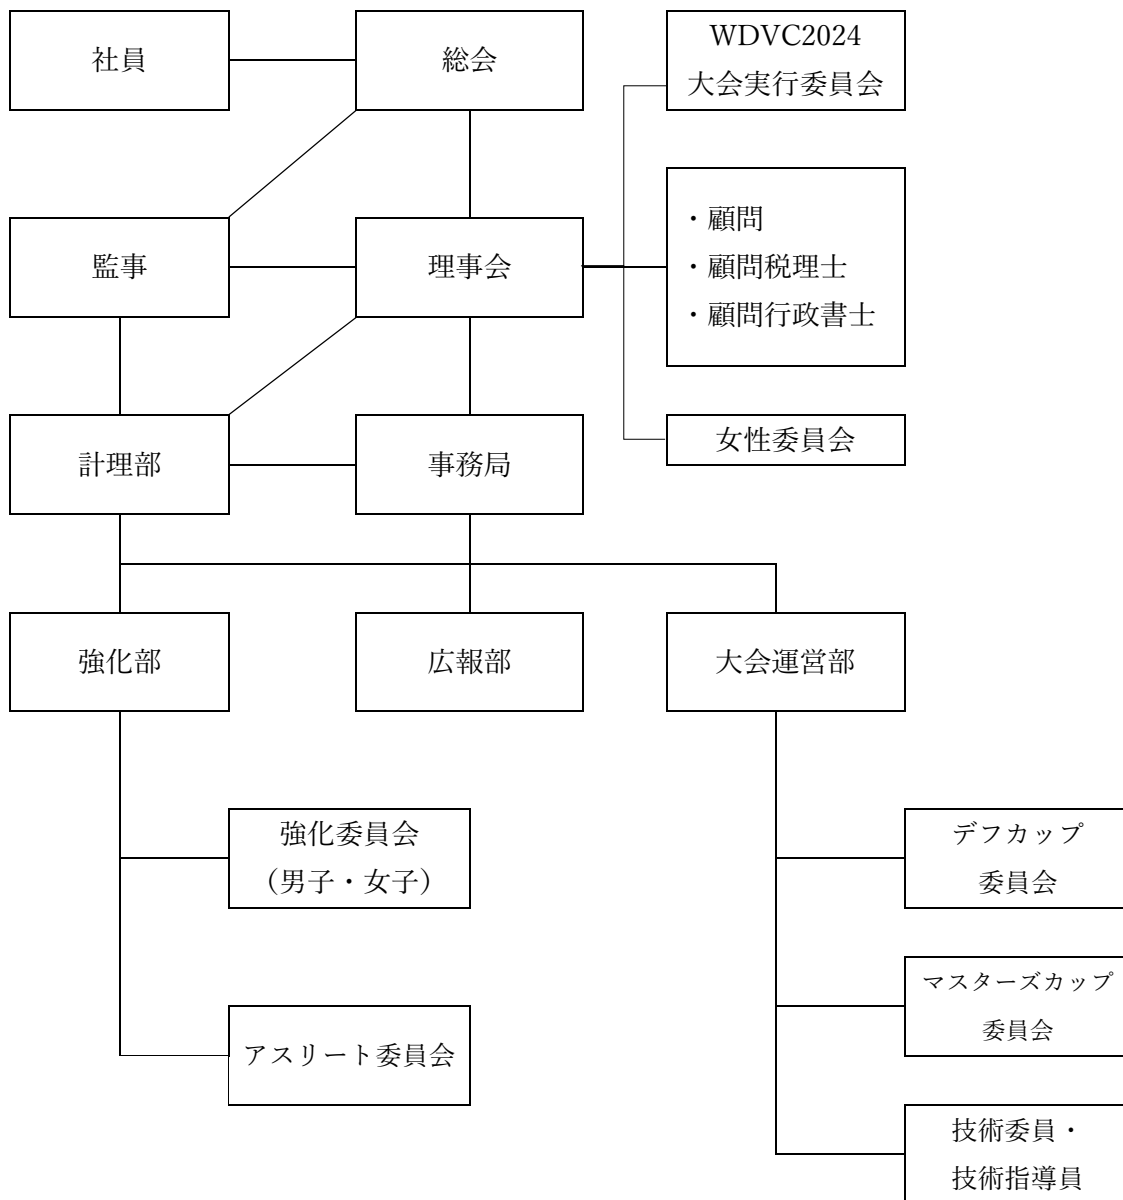 社員
総会
WDVC2024
大会実行委員会
・顧問
・顧問税理士
・顧問行政書士
監事
理事会
女性委員会
計理部
事務局
強化部
広報部
大会運営部
強化委員会
（男子・女子）
デフカップ
委員会
マスターズカップ
委員会
アスリート委員会
技術委員・
技術指導員